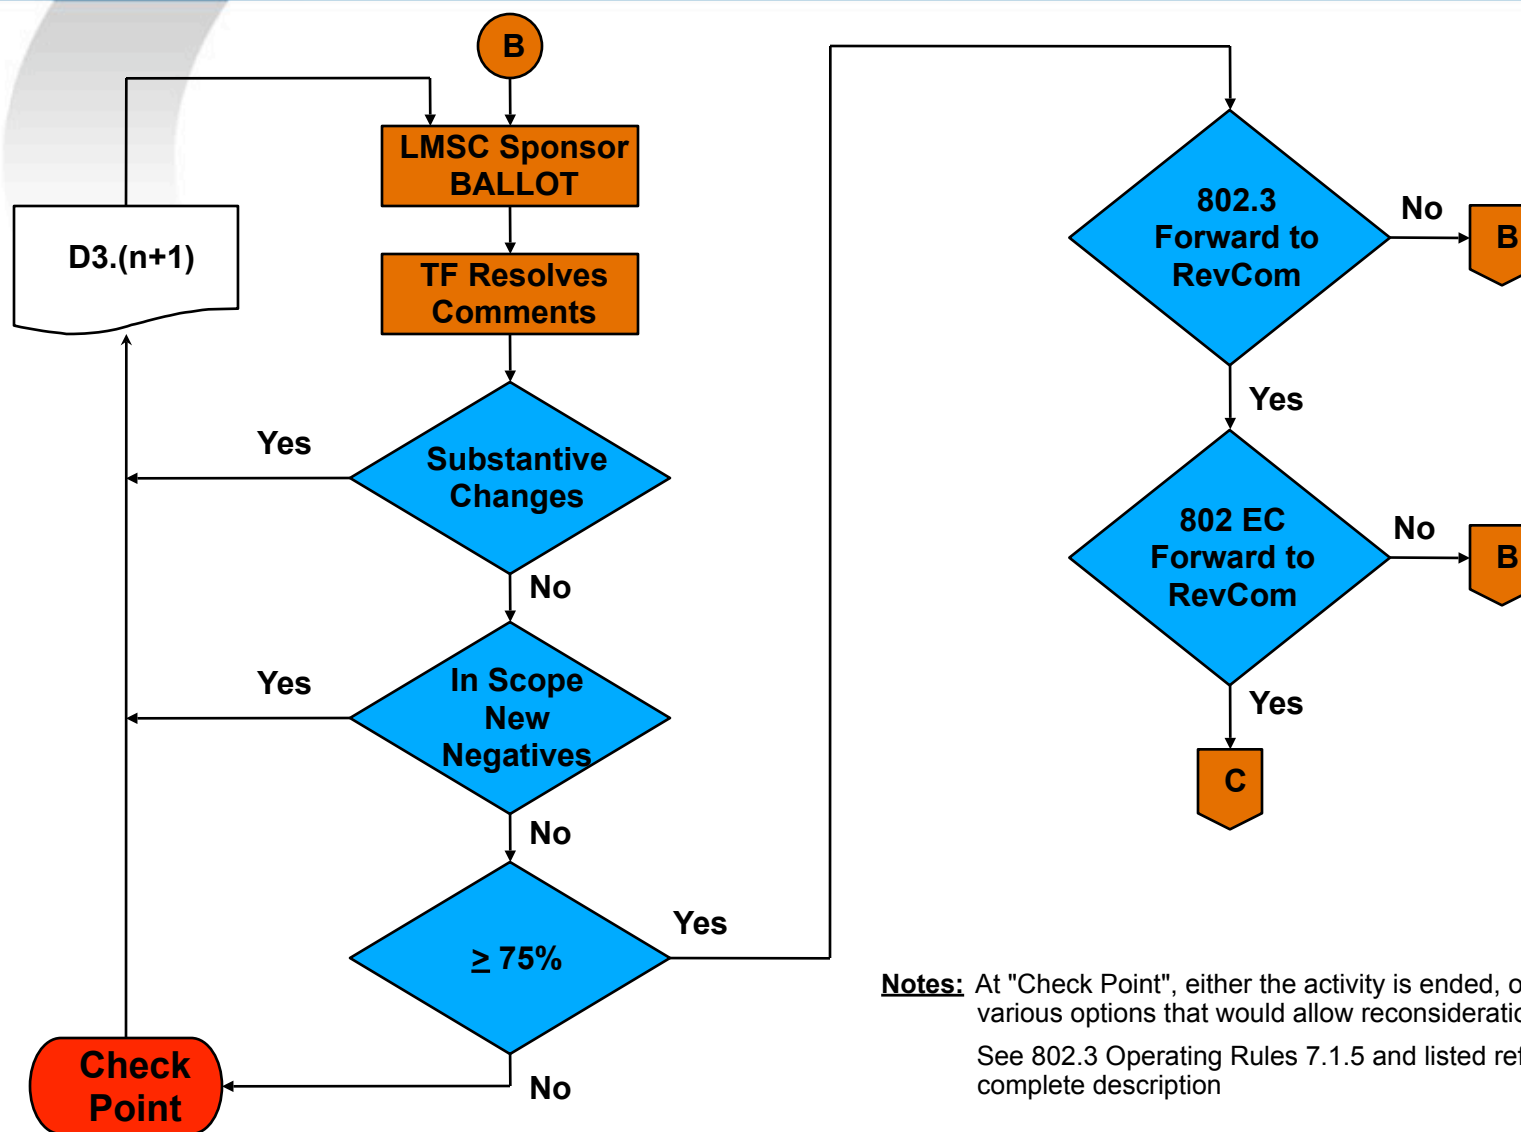 B
LMSC Sponsor
BALLOT
D3.(n+1)
TF Resolves
Comments
Yes
Substantive
Changes
No
Yes
In Scope
New
Negatives
No
≥ 75%
Yes
No
Check
Point
802.3
Forward to
RevCom
No
B
Yes
802 EC
Forward to
RevCom
No
B
Yes
C
Notes: At "Check Point", either the activity is ended, o
various options that would allow
See 802.3 Operating Rules 7.1.5 and listed
complete description